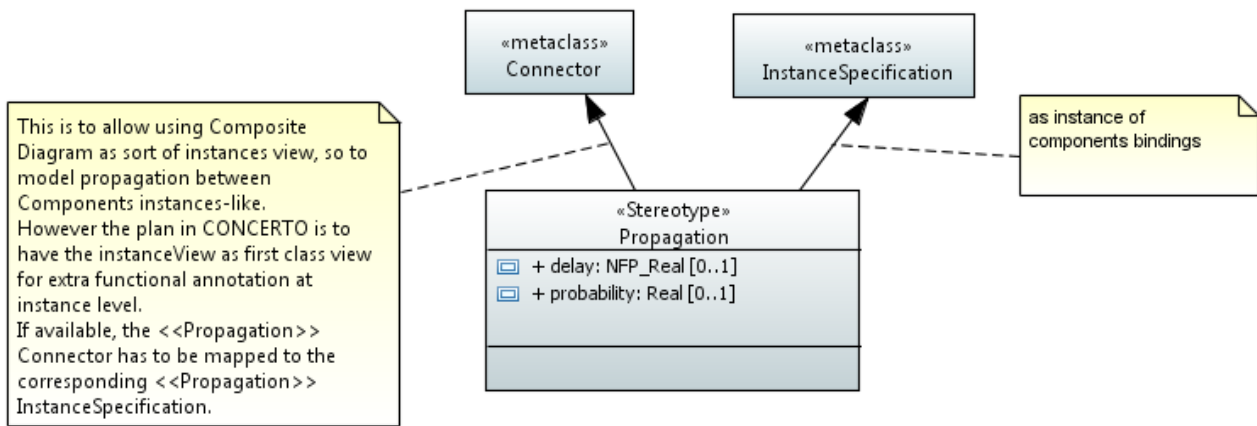 «metaclass»
Connector
«metaclass»
InstanceSpecification
This is to allow using Composite
Diagram as sort of instances view, so to
model propagation between
Components instances-like.
However the plan in CONCERTO is to
have the instanceView as first class view
for extra functional annotation at
instance level.
If available, the <<Propagation>>
Connector has to be mapped to the
corresponding <<Propagation>>
InstanceSpecification.
as instance of
components bindings
«Stereotype»
Propagation
+ delay: NFP_Real [0..1]
+ probability: Real [0..1]